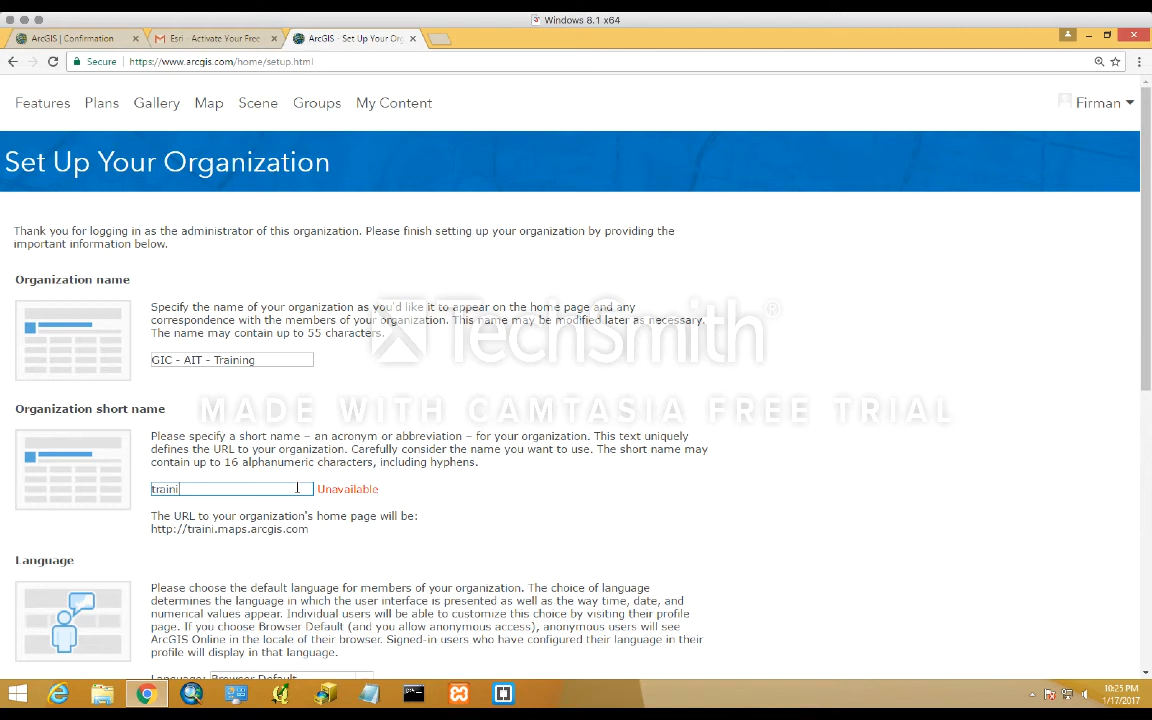 Windows 8.1 x64
ArcGIS | Confirmation
Esri - Activate Your Free
ArcGIS - Set Up Your Org
Secure
https://www.arcgis.com/home/setup.html
Features Plans Gallery Map Scene Groups My Content
Firman
Set Up Your Organization
Thank you for logging in as the administrator of this organization. Please finish setting up your organization by providing the
important information below.
Organization name
Specify the name of your organization as you'd like it to appear on the home page and any
correspondence with the members of your organization. This name may be modified later as necessary.
The name may contain up to 55 characters.
GIC - AIT - Training
TechSmith®
MADE WITH CAMTASIA FREE TRIAL
Organization short name
Please specify a short name – an acronym or abbreviation – for your organization. This text uniquely
defines the URL to your organization. Carefully consider the name you want to use. The short name may
contain up to 16 alphanumeric characters, including hyphens.
traini
Unavailable
The URL to your organization's home page will be:
http://traini.maps.arcgis.com
Language
Please choose the default language for members of your organization. The choice of language
determines the language in which the user interface is presented as well as the way time, date, and
numerical values appear. Individual users will be able to customize this choice by visiting their profile
page. If you choose Browser Default (and you allow anonymous access), anonymous users will see
ArcGIS Online in the locale of their browser. Signed-in users who have configured their language in their
profile will display in that language.
Language: Browser Default
10:25 PM
1/17/2017